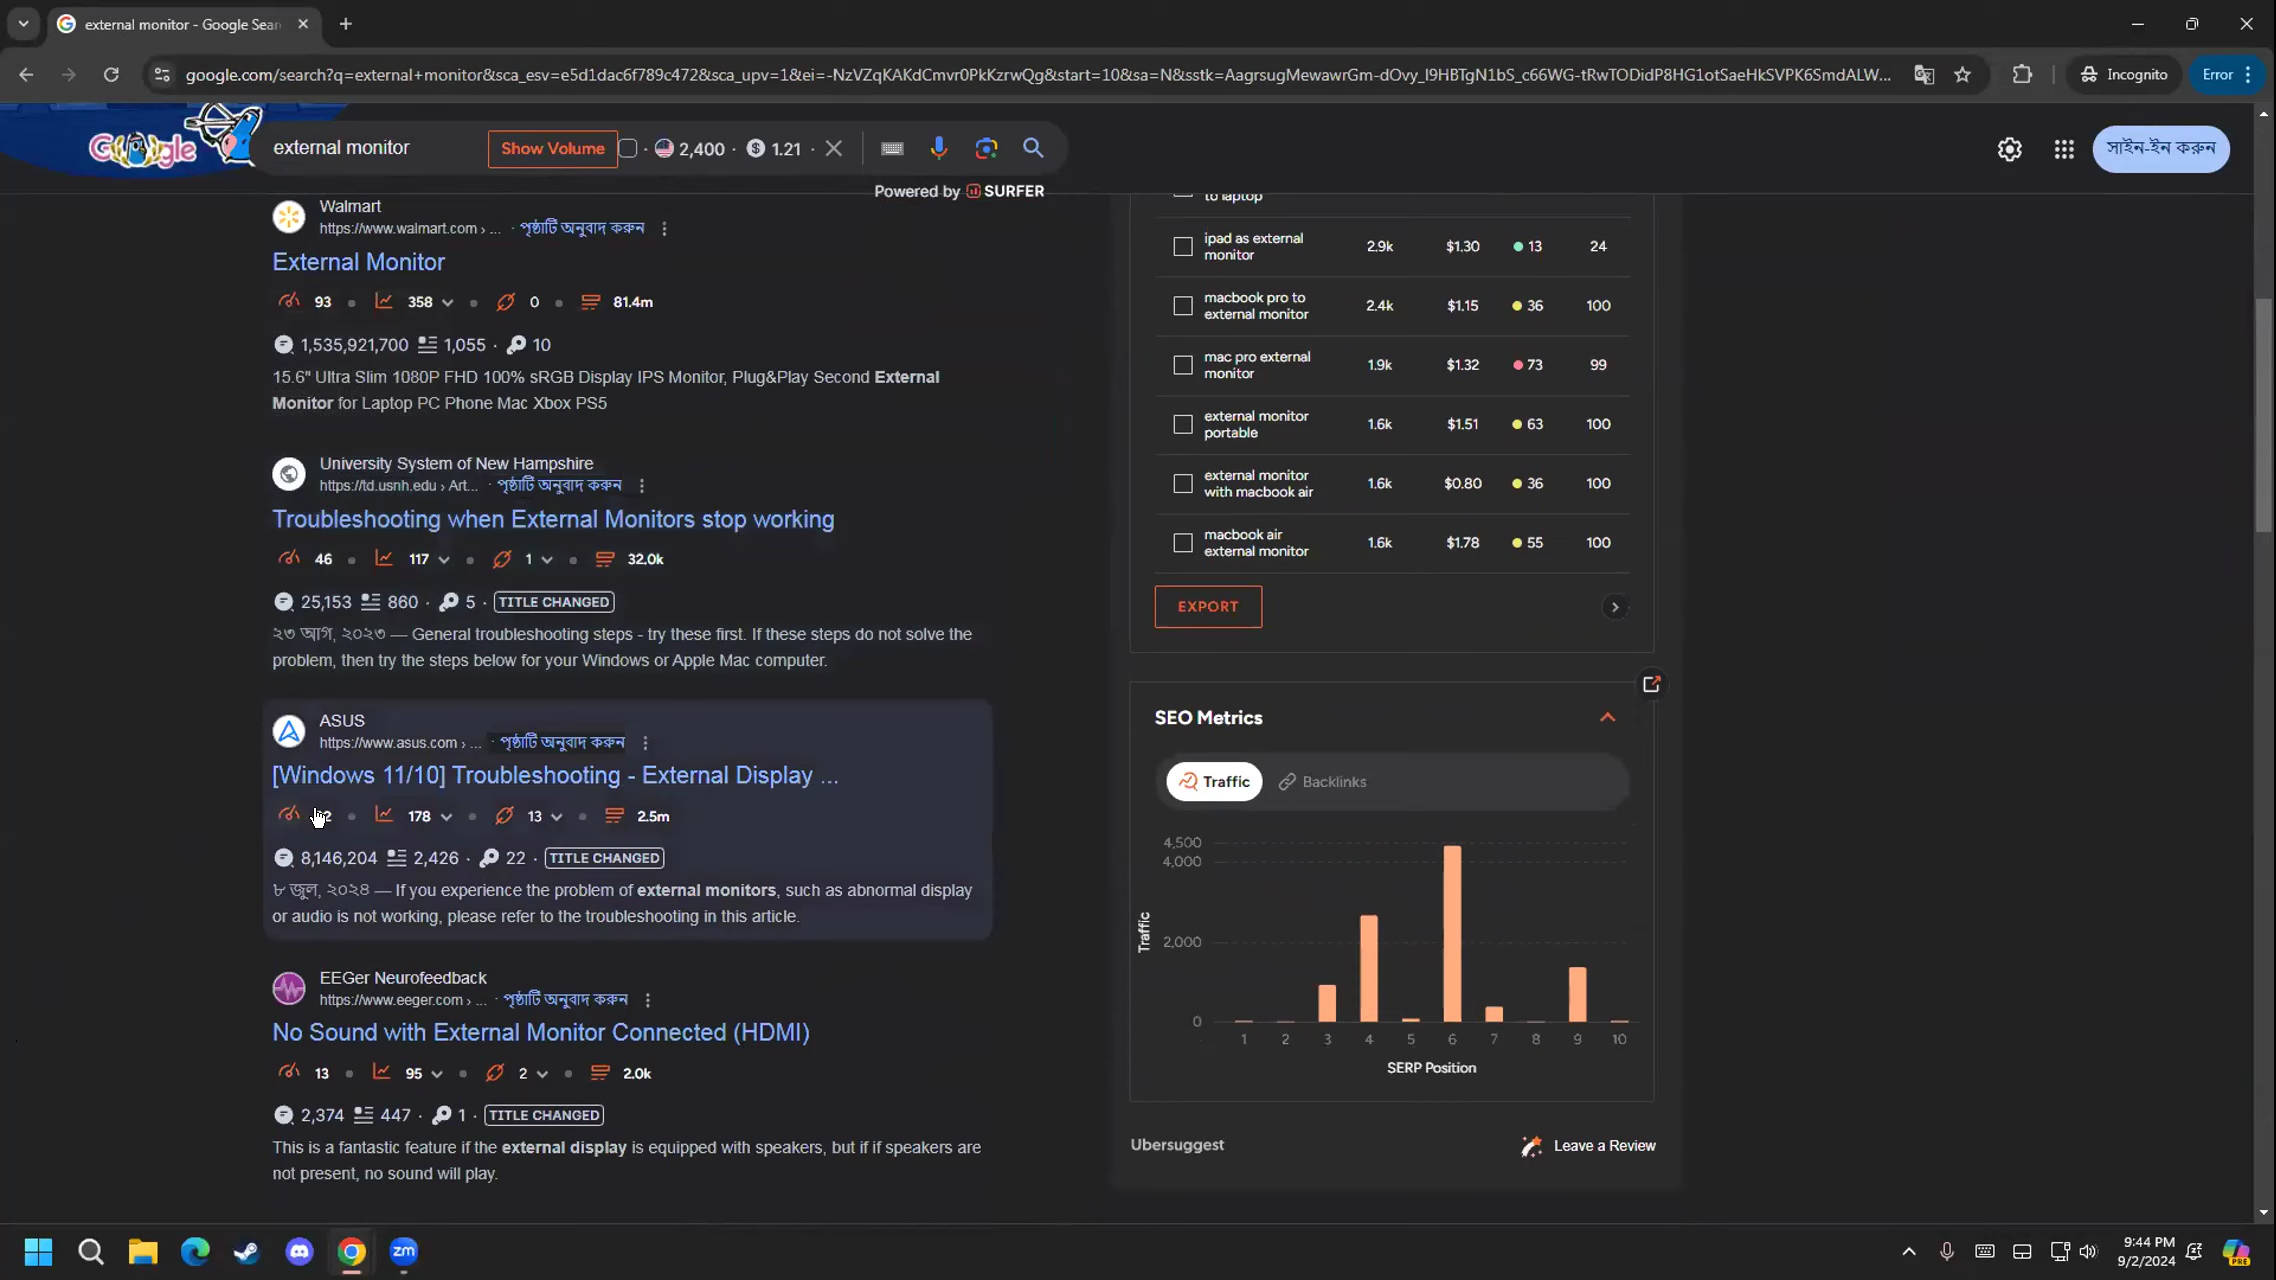 external monitor - Google Sear
google.com/search?q=external+monitor&sca_esv=e5d1dac6f789c472&sca_upv=1&ei=-NzVZqKAKdCmvr0PkKzrwQg&start=10&sa=N&sstk=AagrsugMewawrGm-dOvy_I9HBTgN1bS_c66WG-tRwTODidP8HG1otSaeHkSVPK6SmdALW...
Incognito
Error
Google
external monitor
Show Volume
· 2,400 · $ 1.21 ·
সাইন-ইন করুন
Powered by SURFER
Walmart
https://www.walmart.com › ... · পৃষ্ঠাটি অনুবাদ করুন
External Monitor
93 358 0 81.4m
1,535,921,700 1,055 · 10
15.6" Ultra Slim 1080P FHD 100% sRGB Display IPS Monitor, Plug&Play Second External
Monitor for Laptop PC Phone Mac Xbox PS5
University System of New Hampshire
https://td.usnh.edu › Art... · পৃষ্ঠাটি অনুবাদ করুন
Troubleshooting when External Monitors stop working
46 117 1 32.0k
25,153 860 · 5 · TITLE CHANGED
২৩ আগ, ২০২৩ — General troubleshooting steps - try these first. If these steps do not solve the
problem, then try the steps below for your Windows or Apple Mac computer.
ASUS
https://www.asus.com › ... · পৃষ্ঠাটি অনুবাদ করুন
[Windows 11/10] Troubleshooting - External Display ...
178 13 2.5m
8,146,204 2,426 · 22 · TITLE CHANGED
৮ জুল, ২০২৪ — If you experience the problem of external monitors, such as abnormal display
or audio is not working, please refer to the troubleshooting in this article.
EEGer Neurofeedback
https://www.eeger.com › ... · পৃষ্ঠাটি অনুবাদ করুন
No Sound with External Monitor Connected (HDMI)
13 95 2 2.0k
2,374 447 · 1 · TITLE CHANGED
This is a fantastic feature if the external display is equipped with speakers, but if if speakers are
not present, no sound will play.
to laptop
ipad as external
monitor
2.9k $1.30 13 24
macbook pro to
external monitor
2.4k $1.15 36 100
mac pro external
monitor
1.9k $1.32 73 99
external monitor
portable
1.6k $1.51 63 100
external monitor
with macbook air
1.6k $0.80 36 100
macbook air
external monitor
1.6k $1.78 55 100
EXPORT
SEO Metrics
Traffic Backlinks
4,500
4,000
2,000
0
Traffic
1 2 3 4 5 6 7 8 9 10
SERP Position
Ubersuggest
Leave a Review
zm
9:44 PM
9/2/2024
PRE